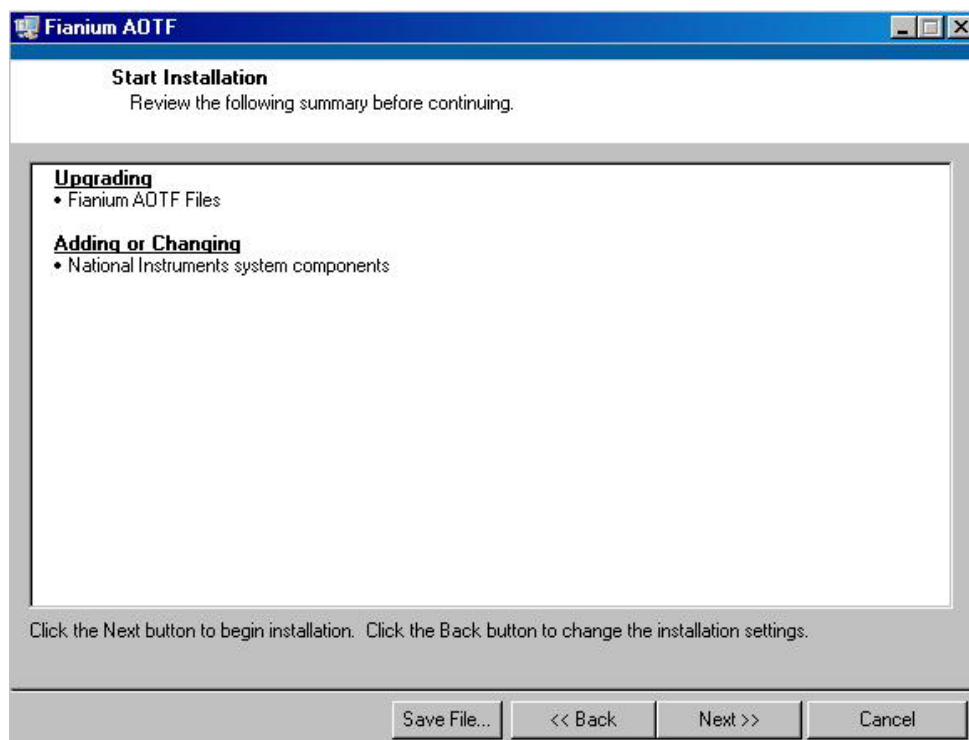 Fianium AOTF
Start Installation
Review the following summary before continuing.
Upgrading
• Fianium AOTF Files
Adding or Changing
• National Instruments system components
Click the Next button to begin installation. Click the Back button to change the installation settings.
Save File... << Back Next >> Cancel